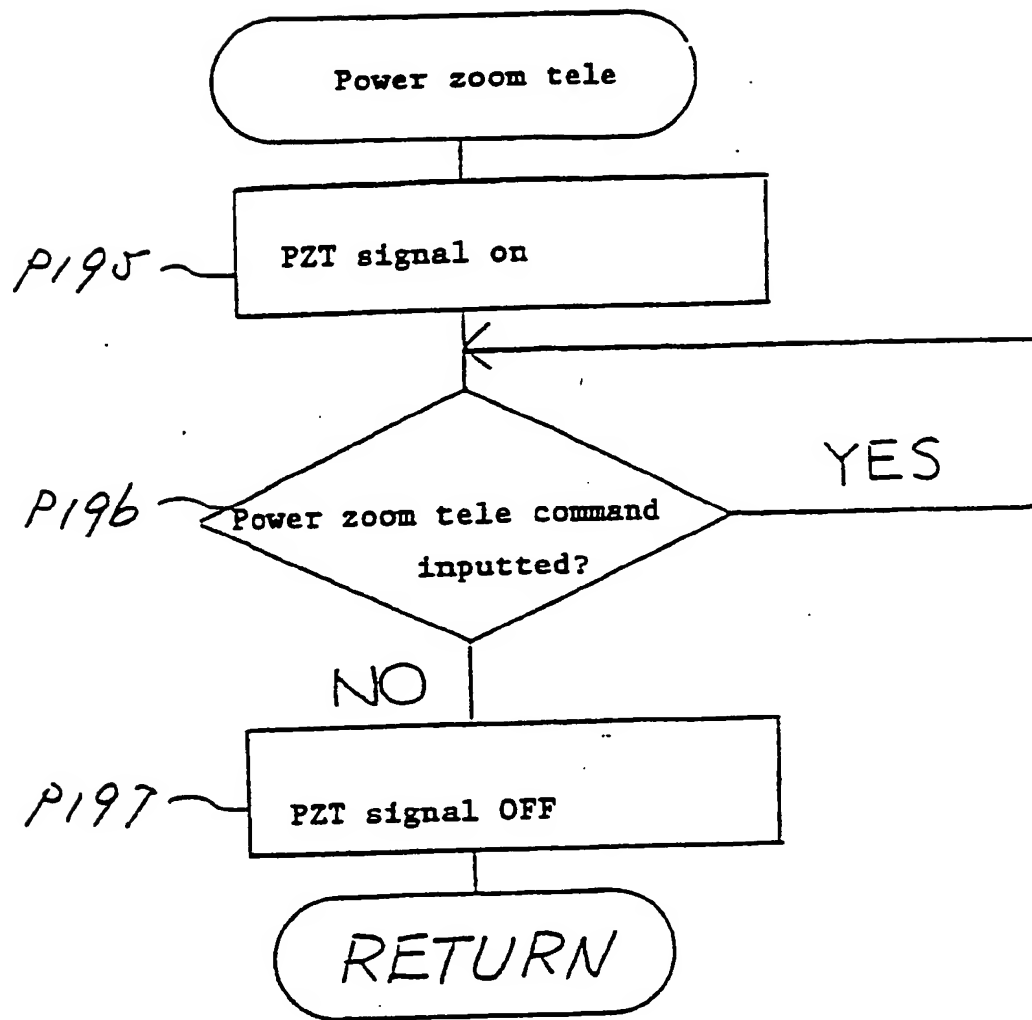 Power zoom tele
PZT signal on
P195
YES
P196
Power zoom tele command
inputted?
NO
P197
PZT signal OFF
RETURN